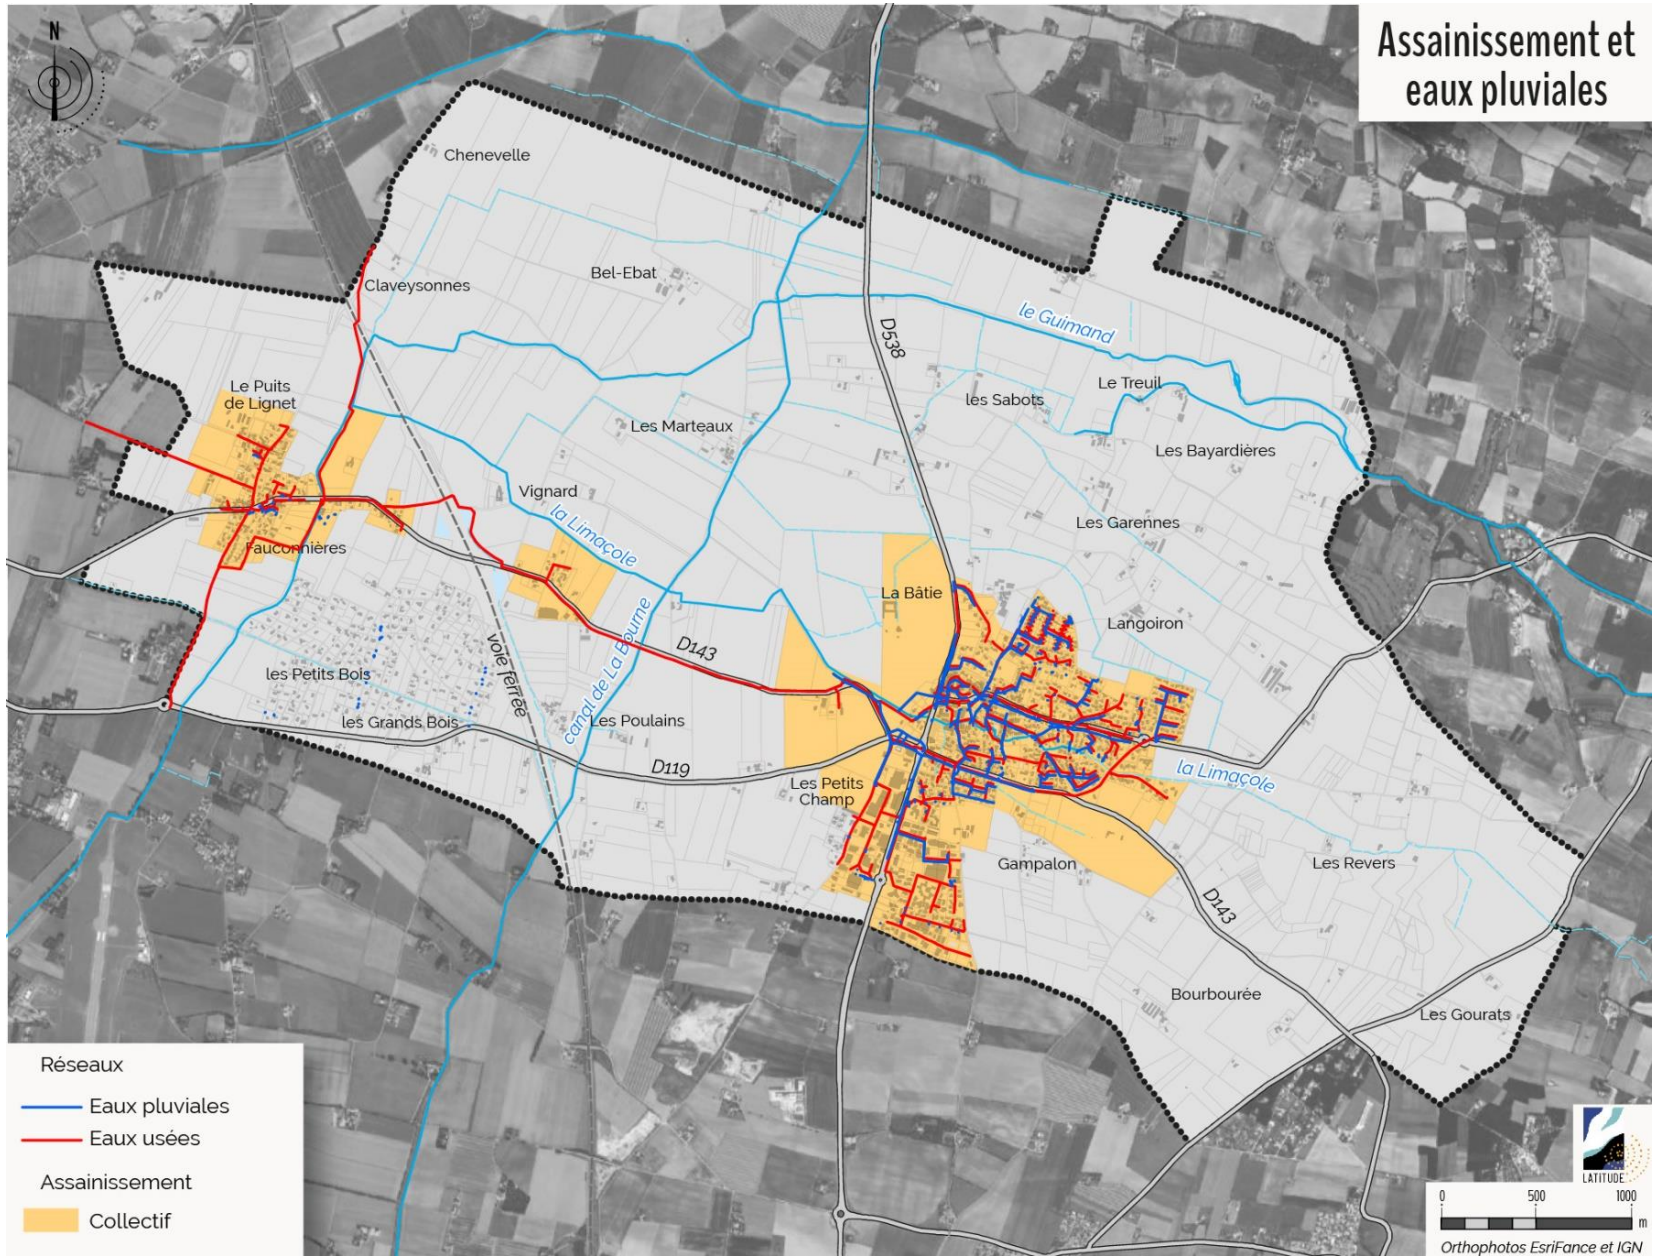 Assainissement et
eaux pluviales
N
Chenevelle
Claveysonnes
Bel-Ebat
le Guimand
D538
Le Puits
de Lignet
Le Treuil
les Sabots
Les Marteaux
Les Bayardières
Vignard
la Limaçole
Les Garennes
Fauconnières
La Bâtie
Langoiron
voie ferrée
canal de La Bourne
D143
les Petits Bois
les Grands Bois
Les Poulains
D119
Les Petits
Champ
la Limaçole
Gampalon
Les Revers
D143
Bourbourée
Les Gourats
Réseaux
Eaux pluviales
Eaux usées
Assainissement
Collectif
LATITUDE
0 500 1000
m
Orthophotos EsriFance et IGN